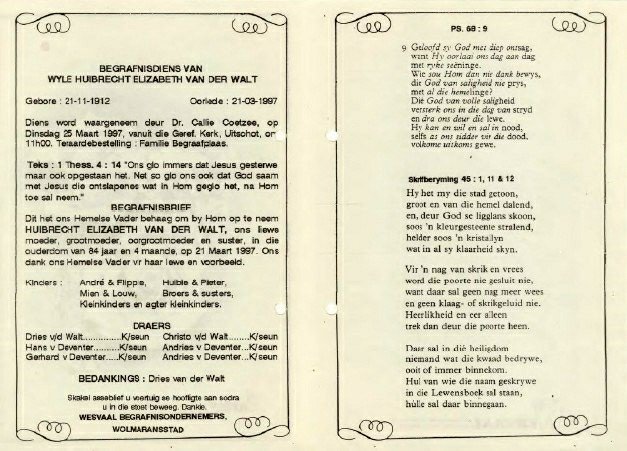 BEGRAFNISDIENS VAN
WYLE HUIBRECHT ELIZABETH VAN DER WALT
Gebore : 21-11-1912 Oorlede : 21-03-1997
Diens word waargeneem deur Dr. Callie Coetzee, op
Dinsdag 25 Maart 1997, vanuit die Geref. Kerk, Uitschot, on
11h00. Teraardebestelling : Familie Begraafplaas.
Teks : 1 Thess. 4 : 14 "Ons glo immers dat Jesus gesterwe
maar ook opgestaan het. Net so glo ons ook dat God saam
met Jesus die ontslapenes wat in Hom geglo het, na Hom
toe sal neem."
BEGRAFNISBRIEF
Dit het ons Hemelse Vader behaag om by Hom op te neem
HUIBRECHT ELIZABETH VAN DER WALT, ons liewe
moeder, grootmoeder, oorgrootmoeder en suster, in die
ouderdom van 84 jaar en 4 maande, op 21 Maart 1997. Ons
dank ons Hemelse Vader vr haar lewe en voorbeeld.
Kinders : André & Flippie, Huibie & Pieter,
Mien & Louw, Broers & susters,
Kleinkinders en agter kleinkinders.
DRAERS
Dries v/d Walt..............K/seun Christo v/d Walt......K/seun
Hans v Deventer.........K/seun Andries v Deventer...K/seun
Gerhard v Deventer.....K/seun Andries v Deventer...K/seun
BEDANKINGS : Dries van der Walt
Skakel asseblief u voertuig se hoofligte aan sodra
u in die stoet beweeg. Dankie.
WESVAAL BEGRAFNISONDERNEMERS,
WOLMARANSSTAD
PS. 68 : 9
9 Geloofd sy God met diep ontsag,
want Hy oorlaai ons dag aan dag
met ryke seëninge.
Wie sou Hom dan nie dank bewys,
die God van saligheid nie prys,
met al die hemelinge?
Die God van volle saligheid
versterk ons in die dag van stryd
en dra ons deur die lewe.
Hy kan en wil en sal in nood,
selfs as ons sidder vir die dood,
volkome uitkoms gewe.
Skrifberyming 45 : 1, 11 & 12
Hy het my die stad getoon,
groot en van die hemel dalend,
en, deur God se ligglans skoon,
soos 'n kleurgesteente stralend,
helder soos 'n kristallyn
wat in al sy klaarheid skyn.
Vir 'n nag van skrik en vrees
word die poorte nie gesluit nie,
want daar sal geen nag meer wees
en geen klaag- of skrikgeluid nie.
Heerlikheid en eer alleen
trek dan deur die poorte heen.
Daar sal in dié heiligdom
niemand wat die kwaad bedrywe,
ooit of immer binnekom.
Hul van wie die naam geskrywe
in die Lewensboek sal staan,
húlle sal daar binnegaan.